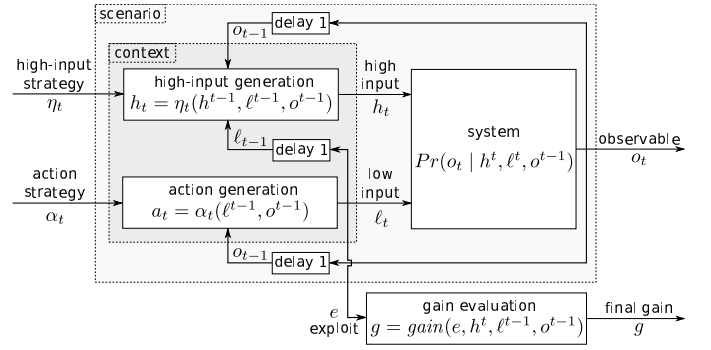 scenario
delay 1
o_{t-1}
context
high-input
strategy
η_t
high-input generation
h_t = η_t(h^{t-1}, ℓ^{t-1}, o^{t-1})
high
input
h_t
ℓ_{t-1}
delay 1
system
Pr(o_t | h^t, ℓ^t, o^{t-1})
observable
o_t
action
strategy
α_t
action generation
a_t = α_t(ℓ^{t-1}, o^{t-1})
low
input
ℓ_t
o_{t-1}
delay 1
e
exploit
gain evaluation
g = gain(e, h^t, ℓ^{t-1}, o^{t-1})
final gain
g